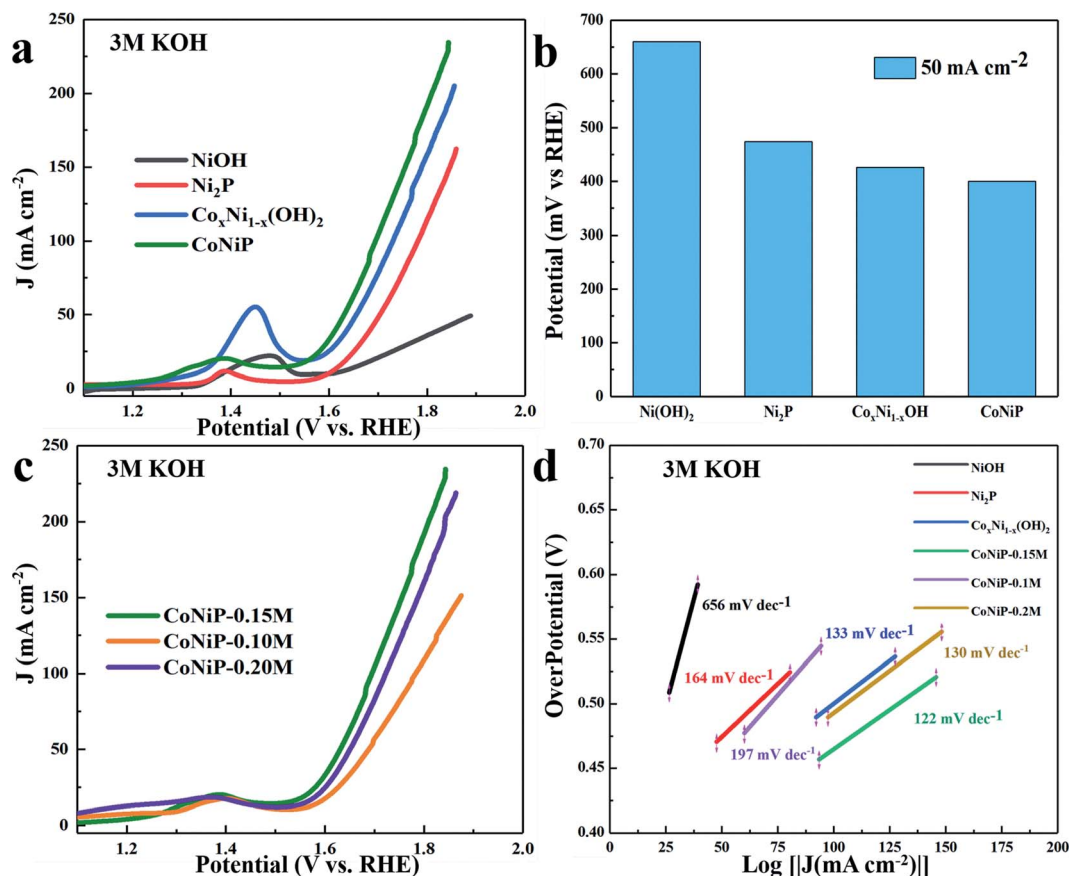 a
3M KOH
250
200
150
100
50
0
J (mA cm⁻²)
NiOH
Ni₂P
CoₓNi₁₋ₓ(OH)₂
CoNiP
1.2 1.4 1.6 1.8 2.0
Potential (V vs. RHE)
b
700
600
500
400
300
200
100
0
Potential (mV vs RHE)
50 mA cm⁻²
Ni(OH)₂ Ni₂P CoₓNi₁₋ₓOH CoNiP
c
3M KOH
250
200
150
100
50
0
J (mA cm⁻²)
CoNiP-0.15M
CoNiP-0.10M
CoNiP-0.20M
1.2 1.4 1.6 1.8 2.0
Potential (V vs. RHE)
d
3M KOH
0.70
0.65
0.60
0.55
0.50
0.45
0.40
OverPotential (V)
NiOH
Ni₂P
CoₓNi₁₋ₓ(OH)₂
CoNiP-0.15M
CoNiP-0.1M
CoNiP-0.2M
656 mV dec⁻¹
133 mV dec⁻¹
164 mV dec⁻¹
130 mV dec⁻¹
122 mV dec⁻¹
197 mV dec⁻¹
0 25 50 75 100 125 150 175 200
Log [|J(mA cm⁻²)|]